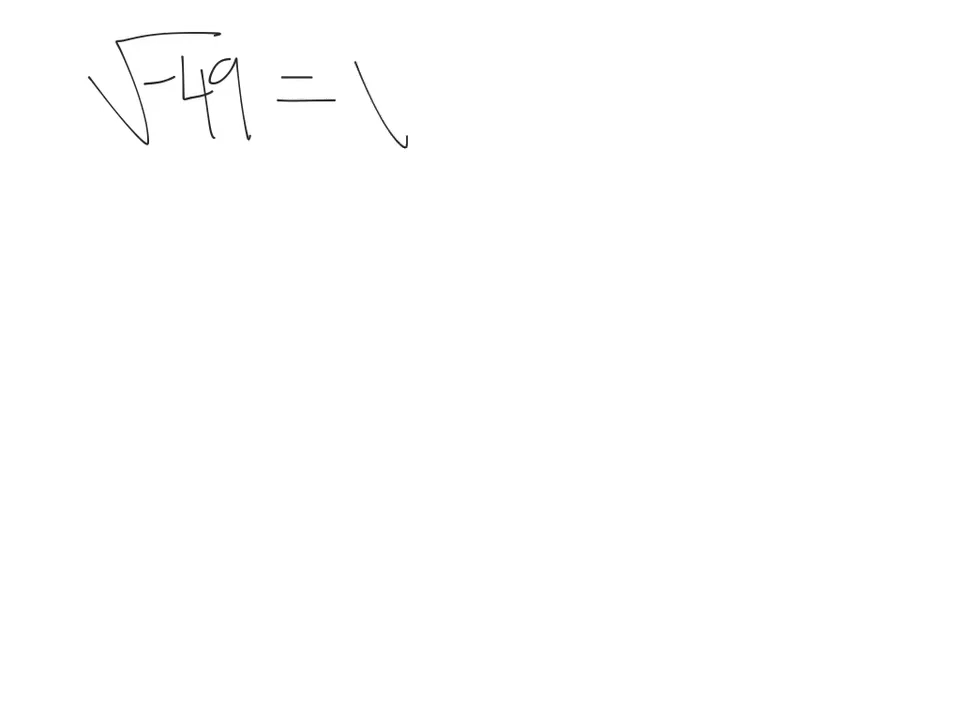 √-49 =